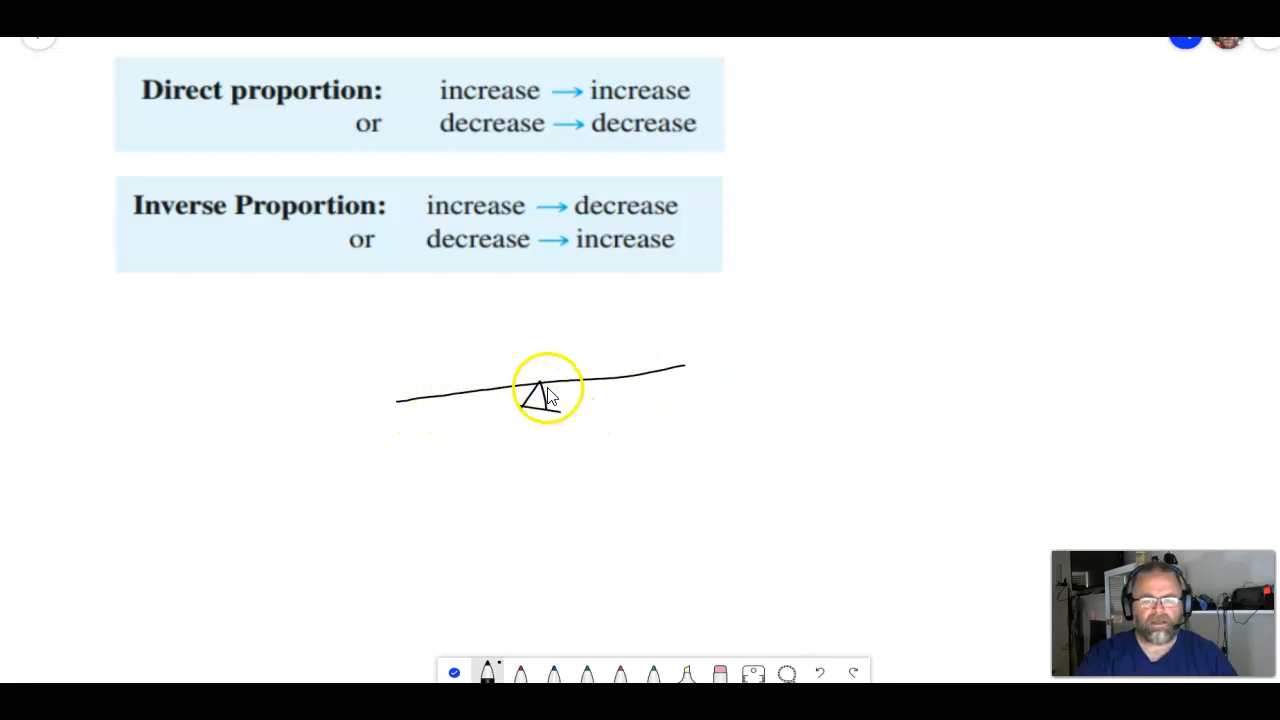 Direct proportion: increase → increase
or decrease → decrease
Inverse Proportion: increase → decrease
or decrease → increase